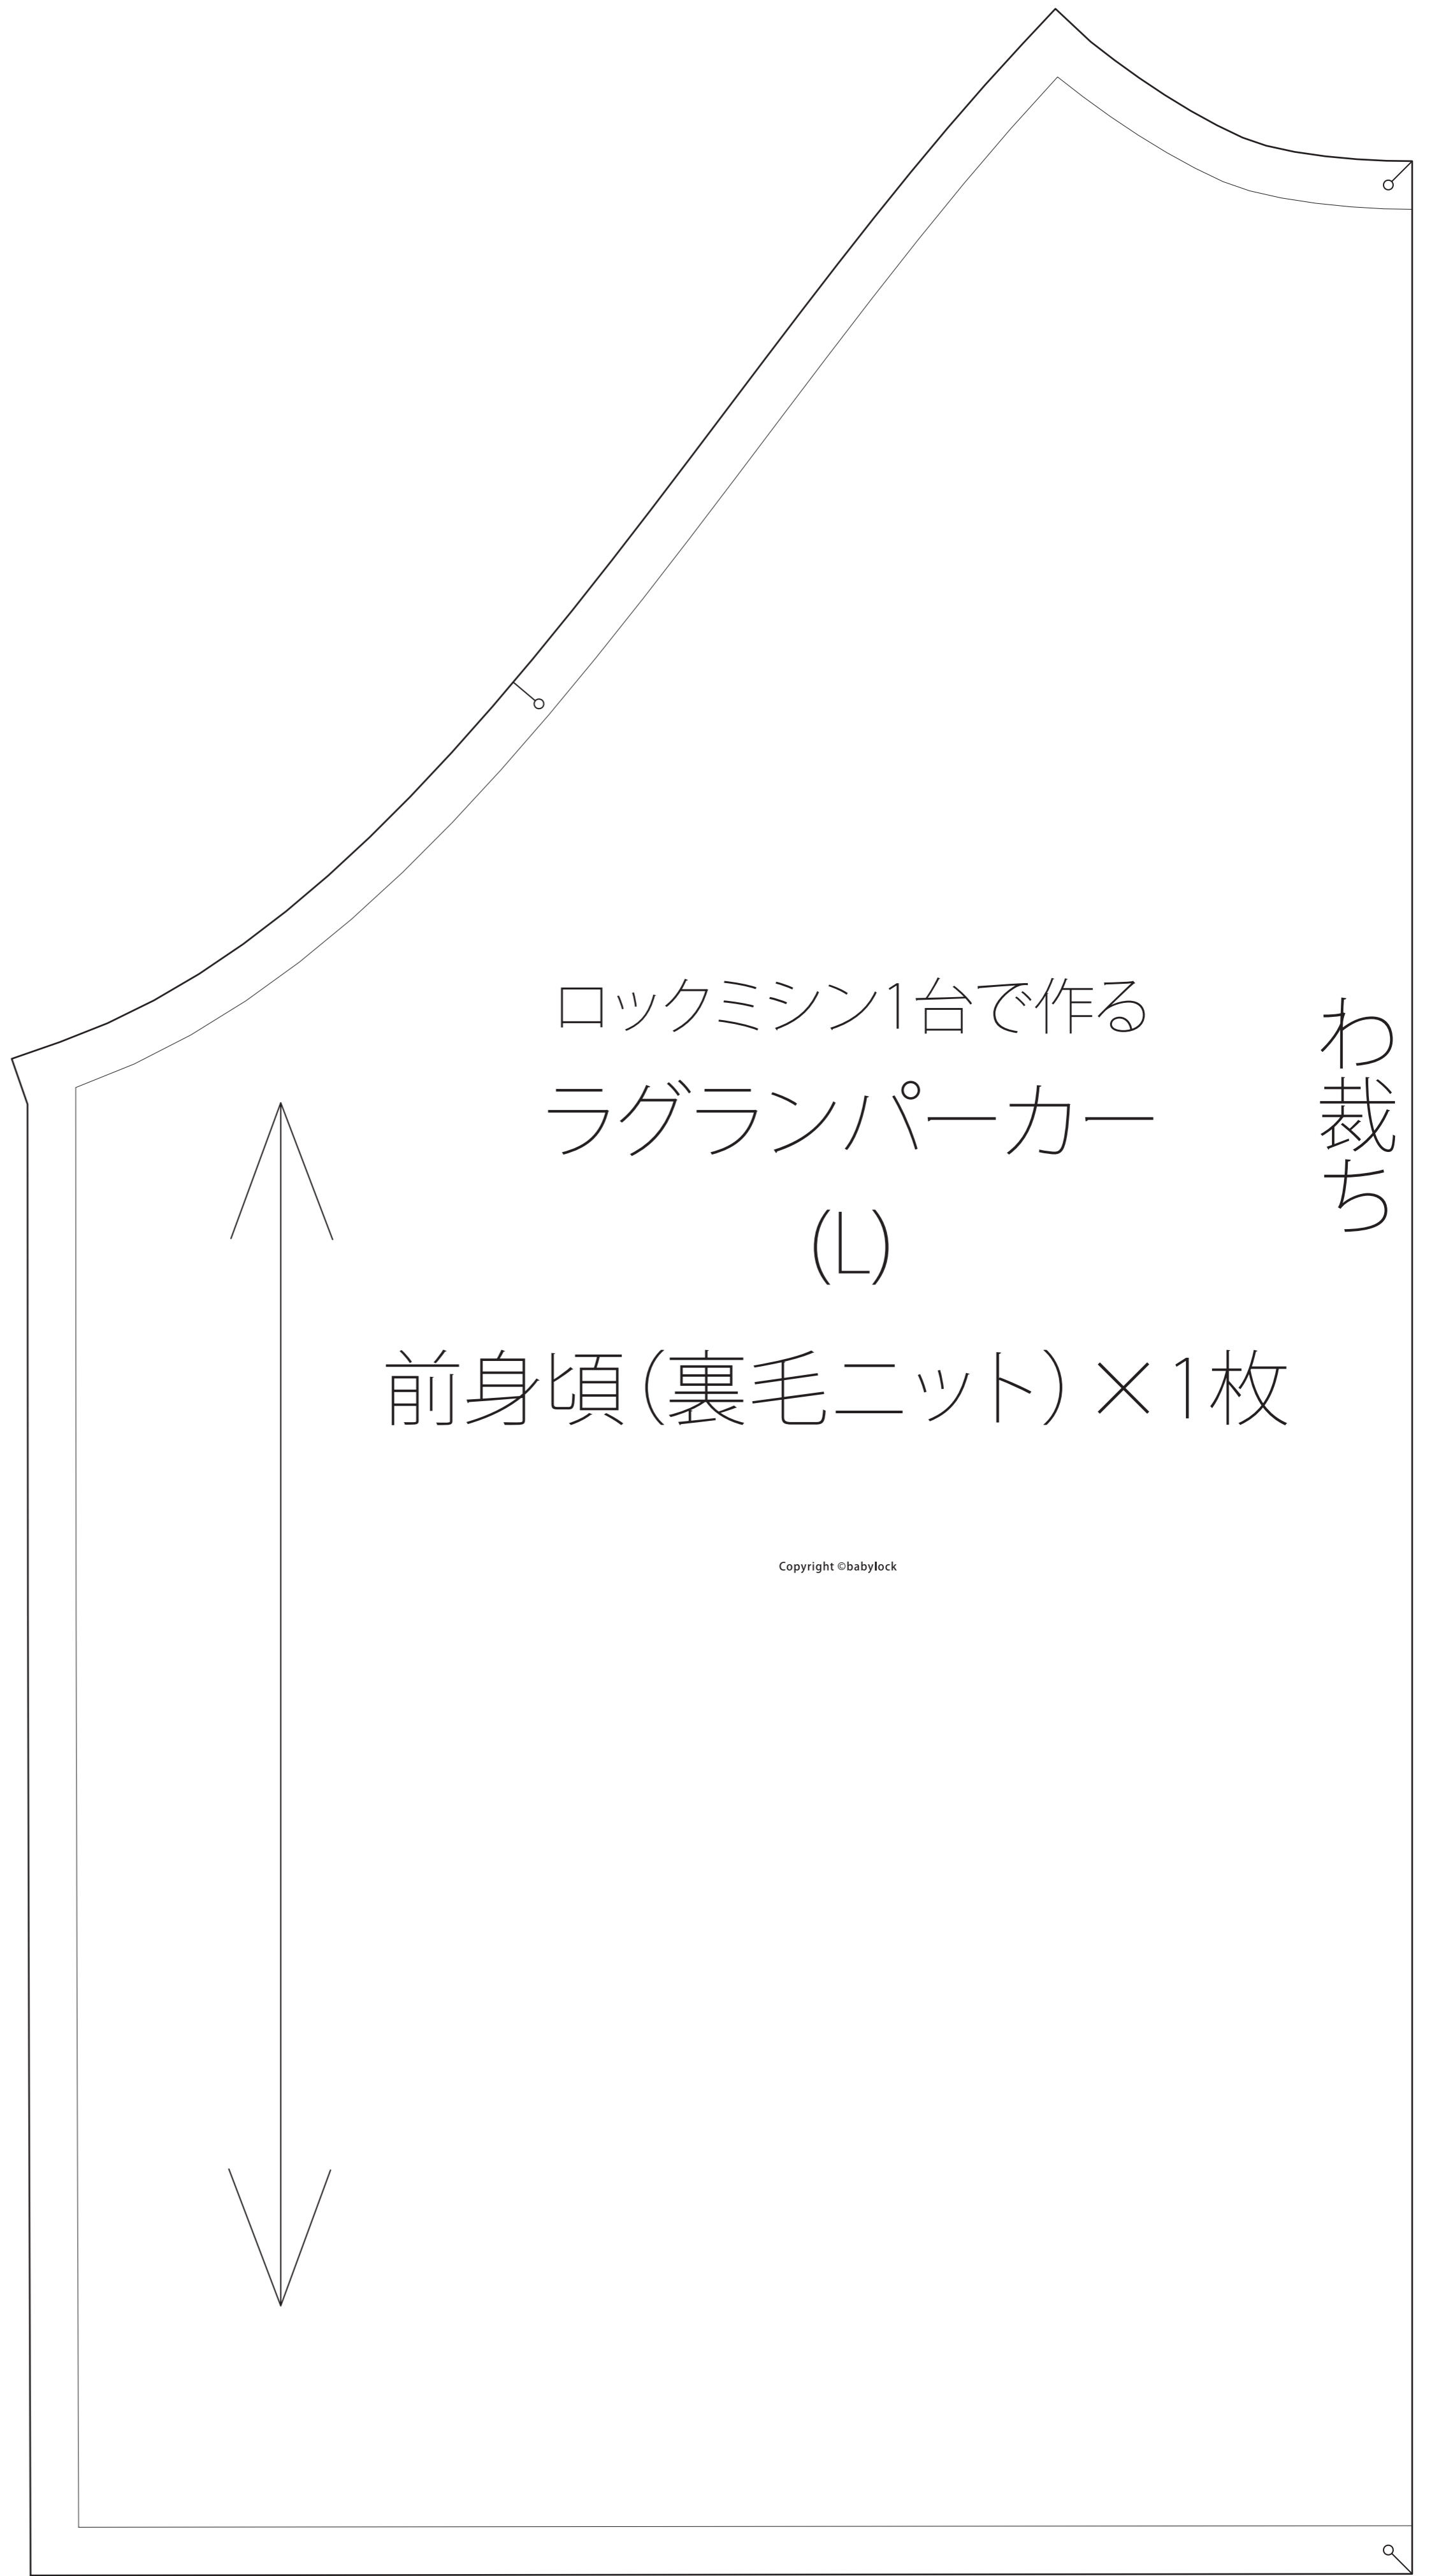 ロックミシン1台で作る
ラグランパーカー
(L)
前身頃(裏毛ニット)×1枚
わ裁ち
Copyright ©babylock